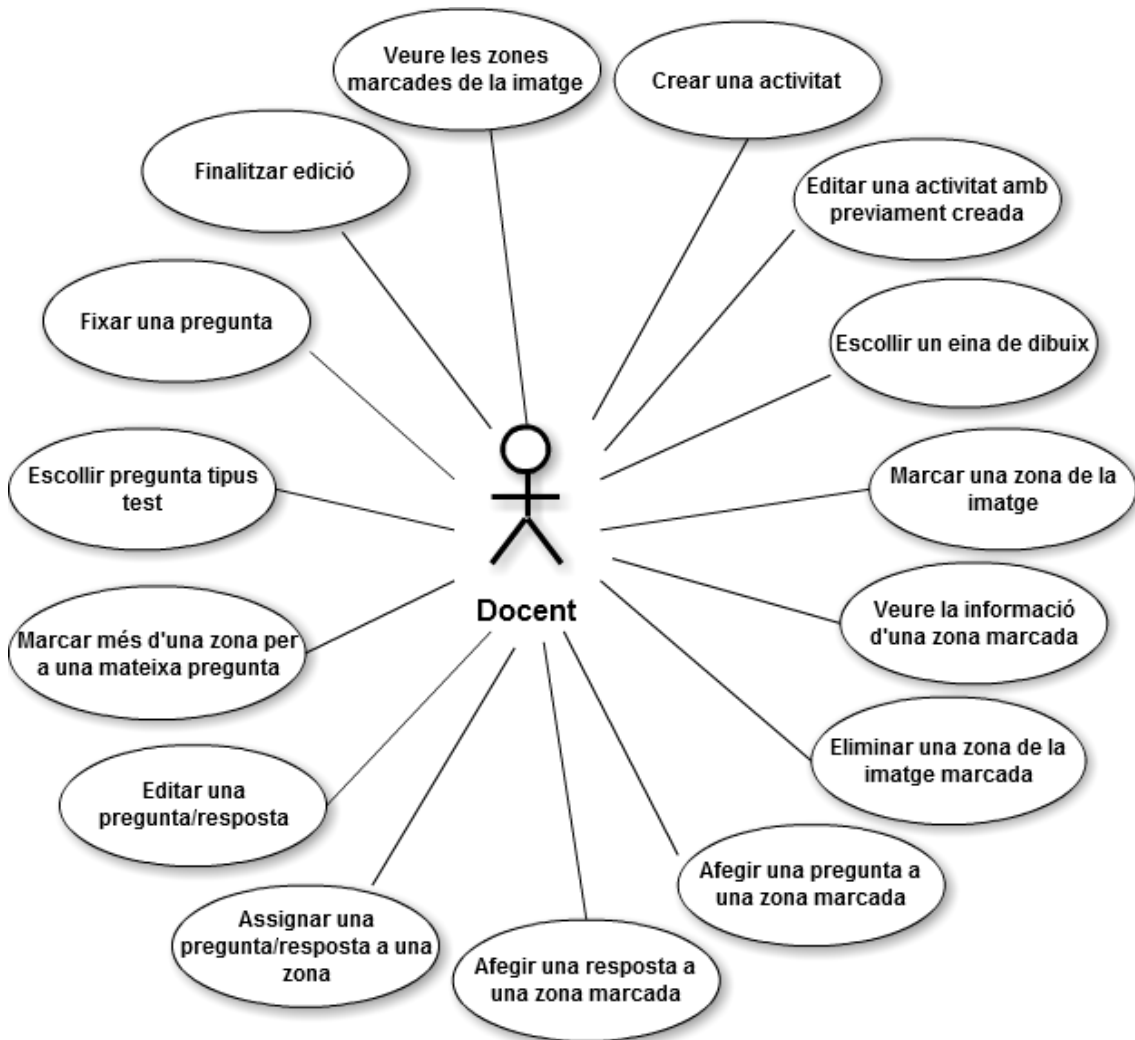 Veure les zones
marcades de la imatge
Crear una activitat
Finalitzar edició
Editar una activitat amb
previament creada
Fixar una pregunta
Escollir un eina de dibuix
Escollir pregunta tipus
test
Marcar una zona de la
imatge
Docent
Marcar més d'una zona per
a una mateixa pregunta
Veure la informació
d'una zona marcada
Editar una
pregunta/resposta
Eliminar una zona de la
imatge marcada
Assignar una
pregunta/resposta a una
zona
Afegir una resposta a
una zona marcada
Afegir una pregunta a
una zona marcada